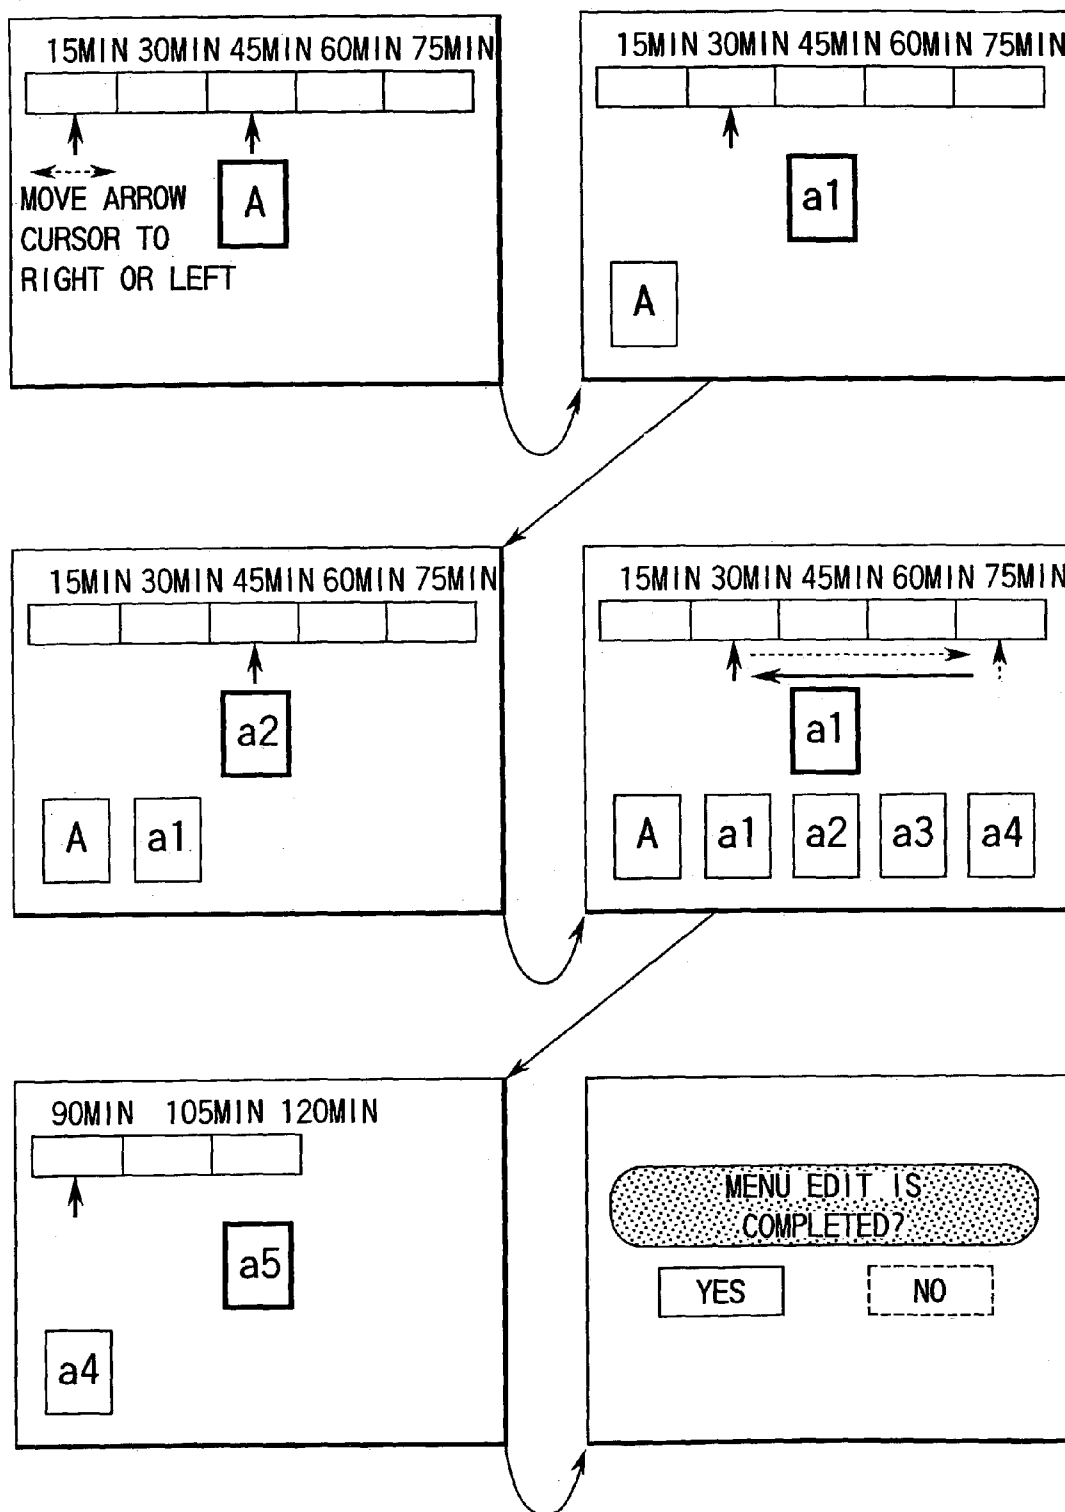 15MIN 30MIN 45MIN 60MIN 75MIN
MOVE ARROW
CURSOR TO
RIGHT OR LEFT
A
15MIN 30MIN 45MIN 60MIN 75MIN
a1
A
15MIN 30MIN 45MIN 60MIN 75MIN
a2
A a1
15MIN 30MIN 45MIN 60MIN 75MIN
a1
A a1 a2 a3 a4
90MIN 105MIN 120MIN
a5
a4
MENU EDIT IS
COMPLETED?
YES NO